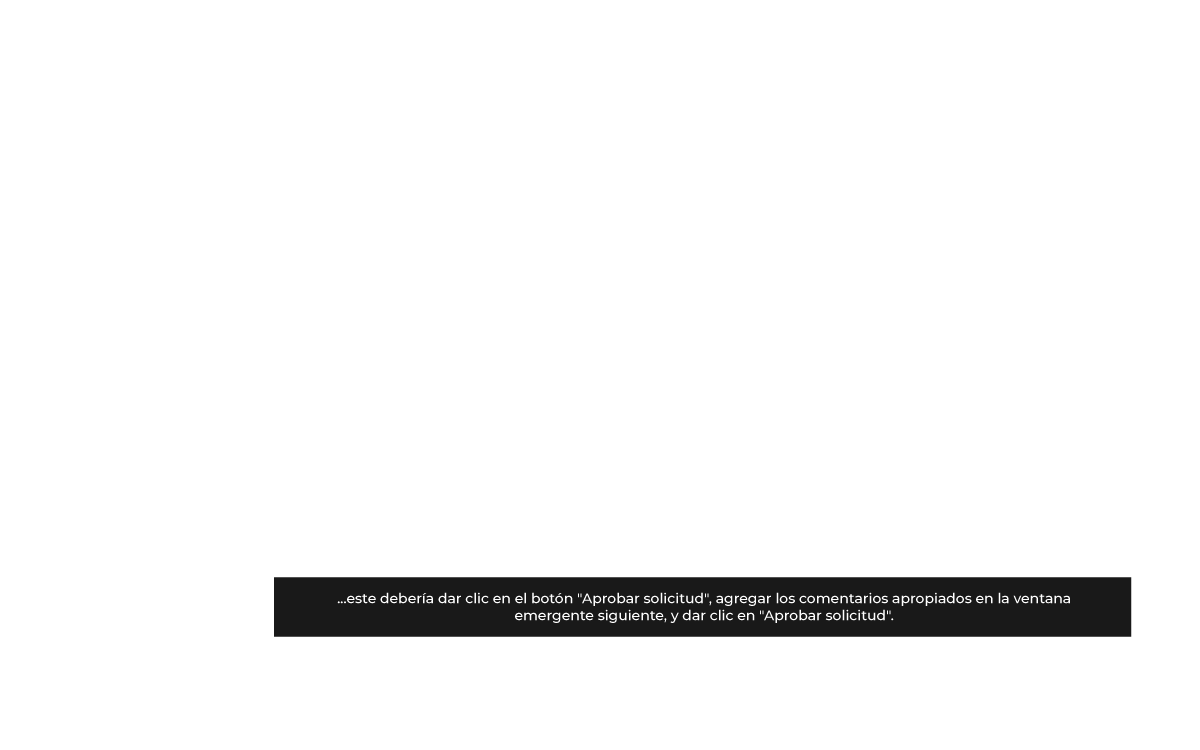 ...este debería dar clic en el botón "Aprobar solicitud", agregar los comentarios apropiados en la ventana
emergente siguiente, y dar clic en "Aprobar solicitud".